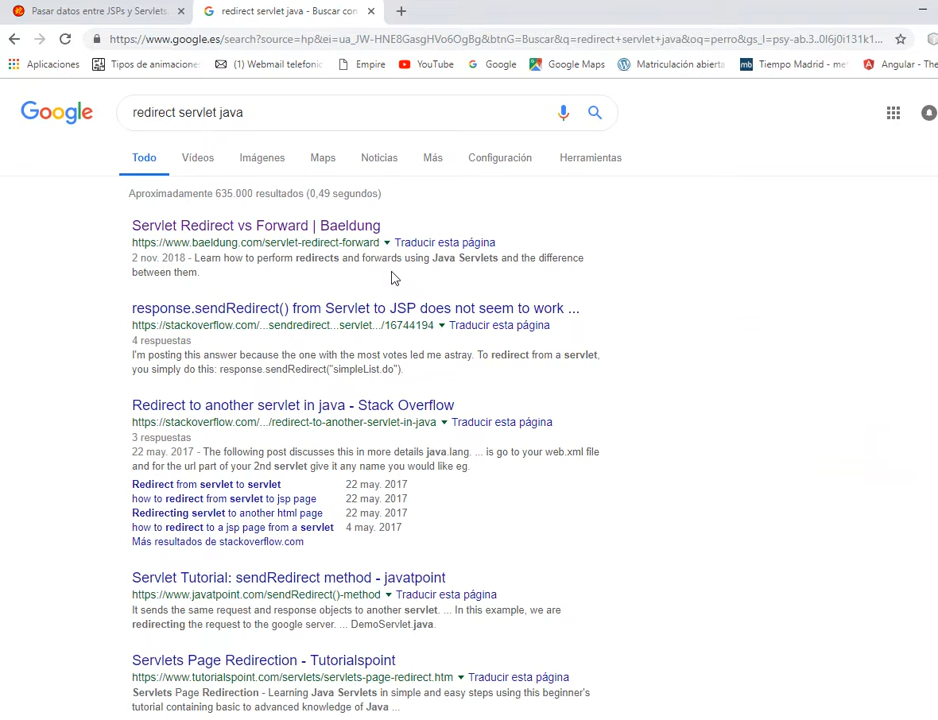 Pasar datos entre JSPs y Servlets
redirect servlet java - Buscar con
https://www.google.es/search?source=hp&ei=ua_JW-HNE8GasgHVo6OgBg&btnG=Buscar&q=redirect+servlet+java&oq=perro&gs_l=psy-ab.3..0l6j0i131k1...
Aplicaciones Tipos de animaciones (1) Webmail telefonic Empire YouTube Google Google Maps Matriculación abierta Tiempo Madrid - me Angular - The
Google redirect servlet java
Todo Vídeos Imágenes Maps Noticias Más Configuración Herramientas
Aproximadamente 635.000 resultados (0,49 segundos)
Servlet Redirect vs Forward | Baeldung
https://www.baeldung.com/servlet-redirect-forward Traducir esta página
2 nov. 2018 - Learn how to perform redirects and forwards using Java Servlets and the difference
between them.
response.sendRedirect() from Servlet to JSP does not seem to work ...
https://stackoverflow.com/...sendredirect...servlet.../16744194 Traducir esta página
4 respuestas
I'm posting this answer because the one with the most votes led me astray. To redirect from a servlet,
you simply do this: response.sendRedirect("simpleList.do").
Redirect to another servlet in java - Stack Overflow
https://stackoverflow.com/.../redirect-to-another-servlet-in-java Traducir esta página
3 respuestas
22 may. 2017 - The following post discusses this in more details java.lang. ... is go to your web.xml file
and for the url part of your 2nd servlet give it any name you would like eg.
Redirect from servlet to servlet 22 may. 2017
how to redirect from servlet to jsp page 22 may. 2017
Redirecting servlet to another html page 22 may. 2017
how to redirect to a jsp page from a servlet 4 may. 2017
Más resultados de stackoverflow.com
Servlet Tutorial: sendRedirect method - javatpoint
https://www.javatpoint.com/sendRedirect()-method Traducir esta página
It sends the same request and response objects to another servlet. ... In this example, we are
redirecting the request to the google server. ... DemoServlet.java.
Servlets Page Redirection - Tutorialspoint
https://www.tutorialspoint.com/servlets/servlets-page-redirect.htm Traducir esta página
Servlets Page Redirection - Learning Java Servlets in simple and easy steps using this beginner's
tutorial containing basic to advanced knowledge of Java ...